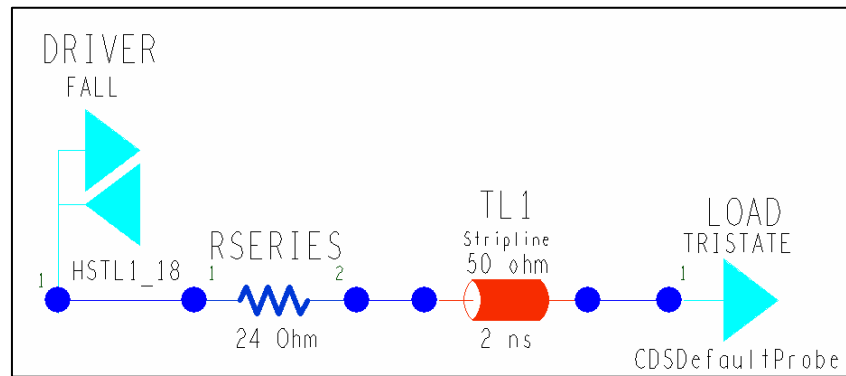 DRIVER
FALL
1
HSTL1_18
RSERIES
1
2
24 Ohm
TL1
Stripline
50 ohm
2 ns
LOAD
TRISTATE
1
CDSDefaultProbe